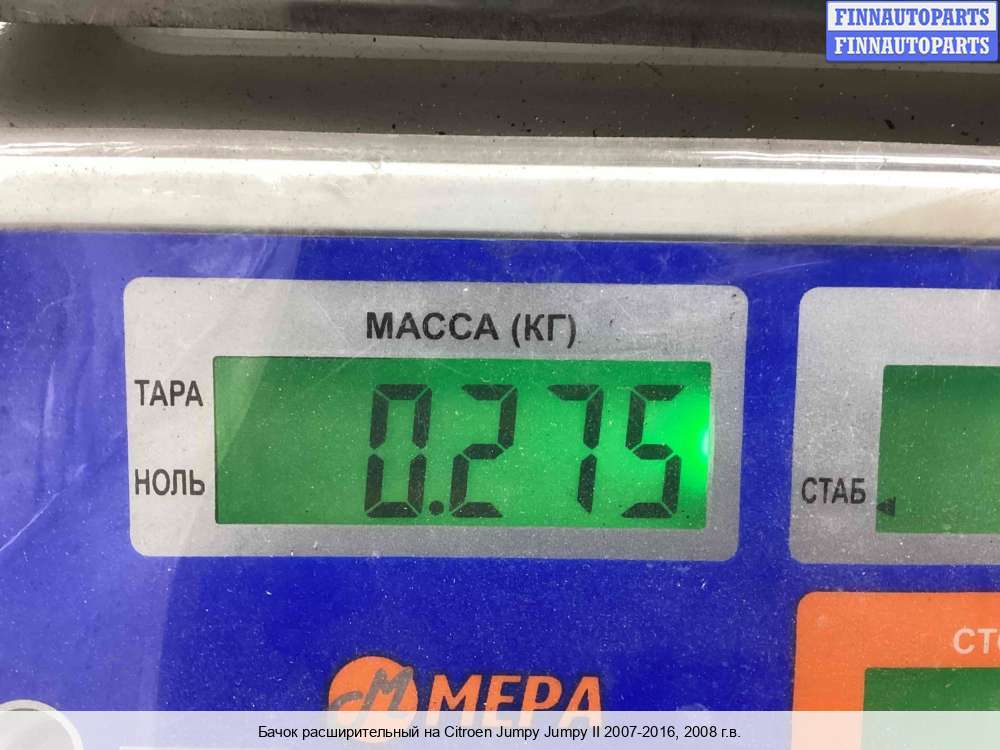 FINNAUTOPARTS
FINNAUTOPARTS
МАССА (КГ)
ТАРА
0.275
НОЛЬ
СТАБ
МЕРА
Бачок расширительный на Citroen Jumpy Jumpy II 2007-2016, 2008 г.в.